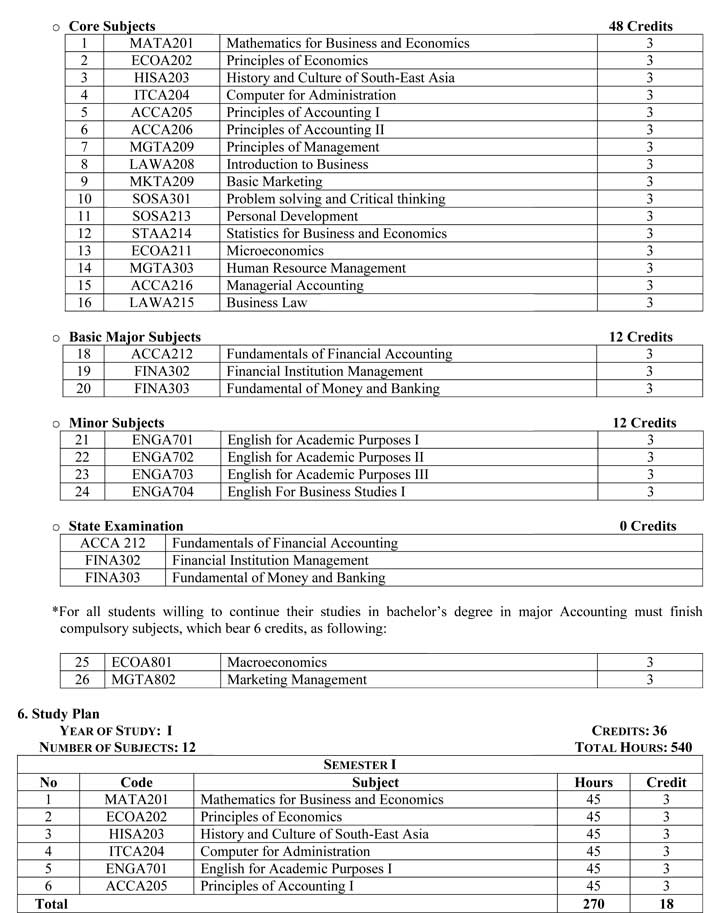 o Core Subjects 48 Credits
1 MATA201 Mathematics for Business and Economics 3
2 ECOA202 Principles of Economics 3
3 HISA203 History and Culture of South-East Asia 3
4 ITCA204 Computer for Administration 3
5 ACCA205 Principles of Accounting I 3
6 ACCA206 Principles of Accounting II 3
7 MGTA209 Principles of Management 3
8 LAWA208 Introduction to Business 3
9 MKTA209 Basic Marketing 3
10 SOSA301 Problem solving and Critical thinking 3
11 SOSA213 Personal Development 3
12 STAA214 Statistics for Business and Economics 3
13 ECOA211 Microeconomics 3
14 MGTA303 Human Resource Management 3
15 ACCA216 Managerial Accounting 3
16 LAWA215 Business Law 3
o Basic Major Subjects 12 Credits
18 ACCA212 Fundamentals of Financial Accounting 3
19 FINA302 Financial Institution Management 3
20 FINA303 Fundamental of Money and Banking 3
o Minor Subjects 12 Credits
21 ENGA701 English for Academic Purposes I 3
22 ENGA702 English for Academic Purposes II 3
23 ENGA703 English for Academic Purposes III 3
24 ENGA704 English For Business Studies I 3
o State Examination 0 Credits
ACCA 212 Fundamentals of Financial Accounting
FINA302 Financial Institution Management
FINA303 Fundamental of Money and Banking
*For all students willing to continue their studies in bachelor's degree in major Accounting must finish
compulsory subjects, which bear 6 credits, as following:
25 ECOA801 Macroeconomics 3
26 MGTA802 Marketing Management 3
6. Study Plan
YEAR OF STUDY: I CREDITS: 36
NUMBER OF SUBJECTS: 12 TOTAL HOURS: 540
SEMESTER I
No Code Subject Hours Credit
1 MATA201 Mathematics for Business and Economics 45 3
2 ECOA202 Principles of Economics 45 3
3 HISA203 History and Culture of South-East Asia 45 3
4 ITCA204 Computer for Administration 45 3
5 ENGA701 English for Academic Purposes I 45 3
6 ACCA205 Principles of Accounting I 45 3
Total 270 18